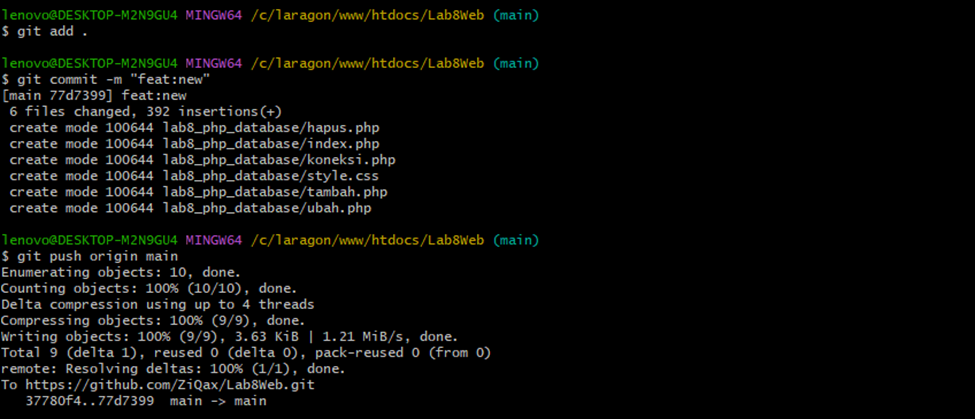 lenovo@DESKTOP-M2N9GU4 MINGW64 /c/laragon/www/htdocs/Lab8Web (main)
$ git add .
lenovo@DESKTOP-M2N9GU4 MINGW64 /c/laragon/www/htdocs/Lab8Web (main)
$ git commit -m "feat:new"
[main 77d7399] feat:new
 6 files changed, 392 insertions(+)
 create mode 100644 lab8_php_database/hapus.php
 create mode 100644 lab8_php_database/index.php
 create mode 100644 lab8_php_database/koneksi.php
 create mode 100644 lab8_php_database/style.css
 create mode 100644 lab8_php_database/tambah.php
 create mode 100644 lab8_php_database/ubah.php
lenovo@DESKTOP-M2N9GU4 MINGW64 /c/laragon/www/htdocs/Lab8Web (main)
$ git push origin main
Enumerating objects: 10, done.
Counting objects: 100% (10/10), done.
Delta compression using up to 4 threads
Compressing objects: 100% (9/9), done.
Writing objects: 100% (9/9), 3.63 KiB | 1.21 MiB/s, done.
Total 9 (delta 1), reused 0 (delta 0), pack-reused 0 (from 0)
remote: Resolving deltas: 100% (1/1), done.
To https://github.com/ZiQax/Lab8Web.git
   37780f4..77d7399  main -> main